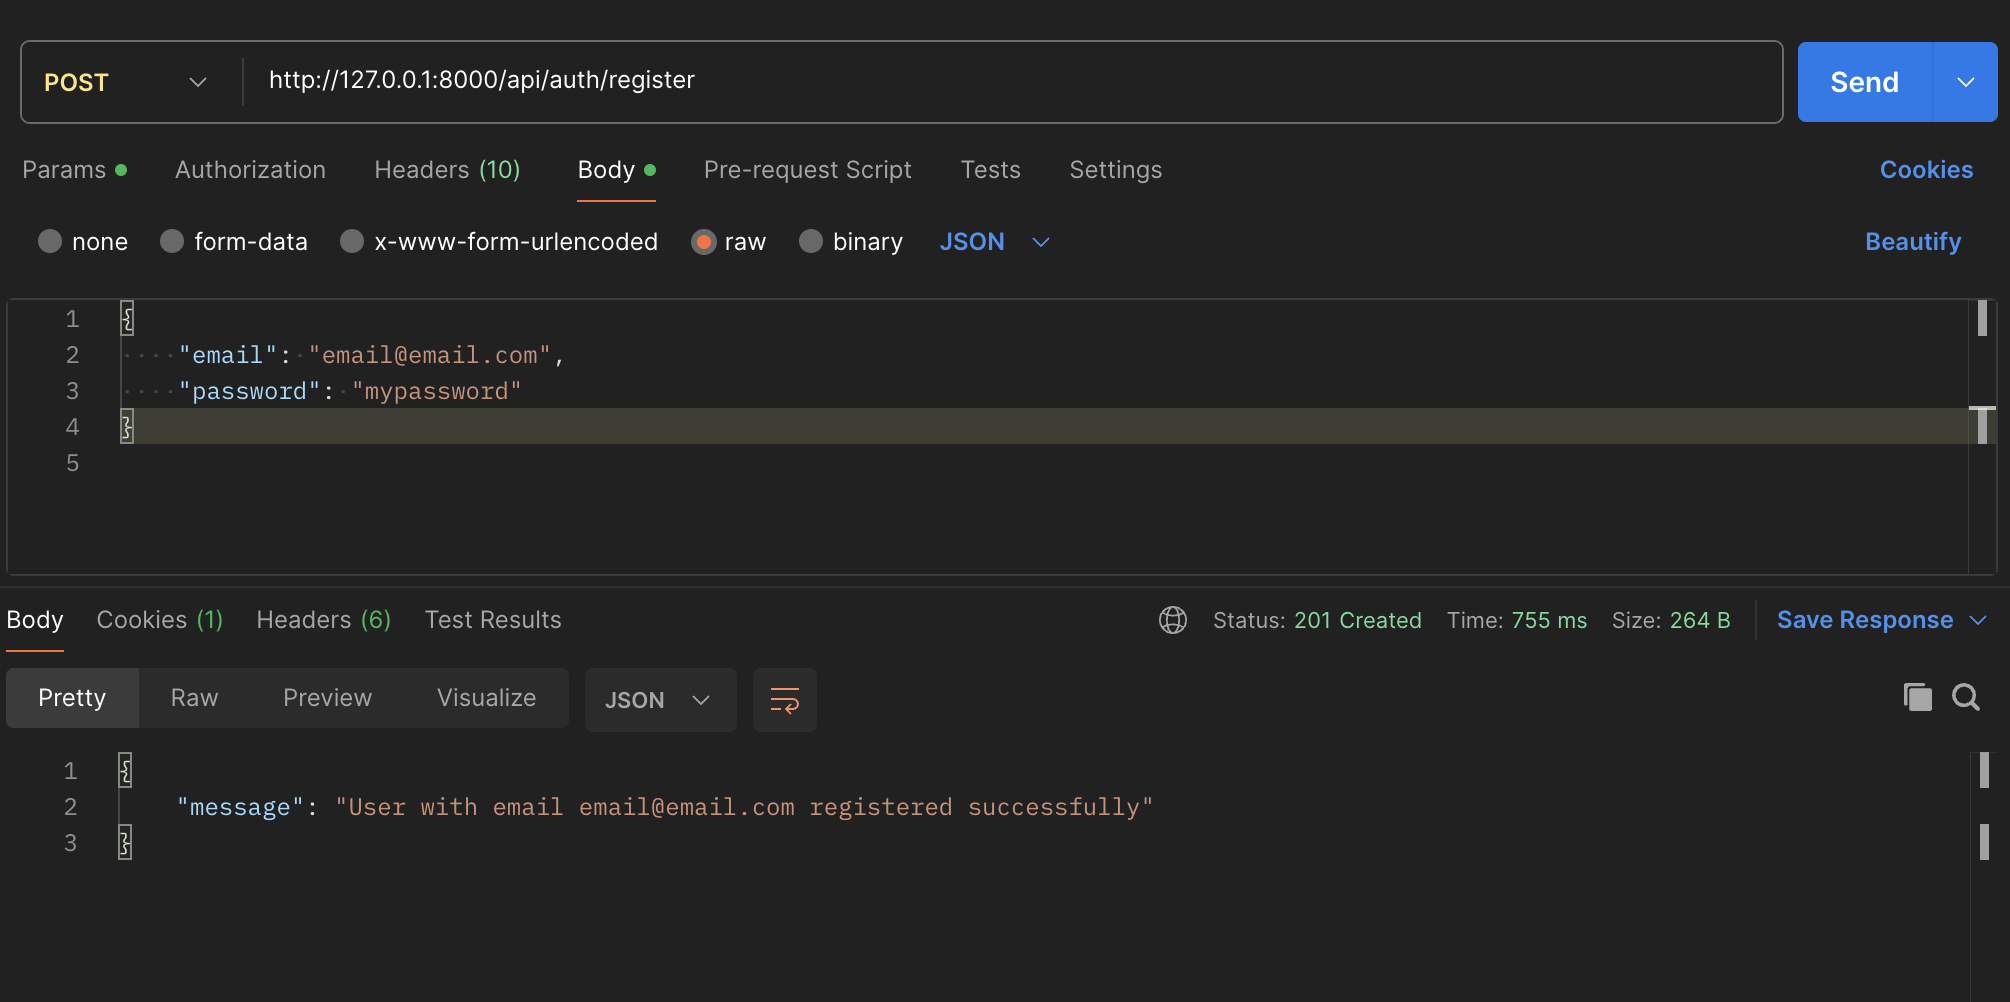 POST http://127.0.0.1:8000/api/auth/register Send
Params Authorization Headers (10) Body Pre-request Script Tests Settings Cookies
none form-data x-www-form-urlencoded raw binary JSON Beautify
1 {
2 "email": "email@email.com",
3 "password": "mypassword"
4 }
5
Body Cookies (1) Headers (6) Test Results Status: 201 Created Time: 755 ms Size: 264 B Save Response
Pretty Raw Preview Visualize JSON
1 {
2 "message": "User with email email@email.com registered successfully"
3 }